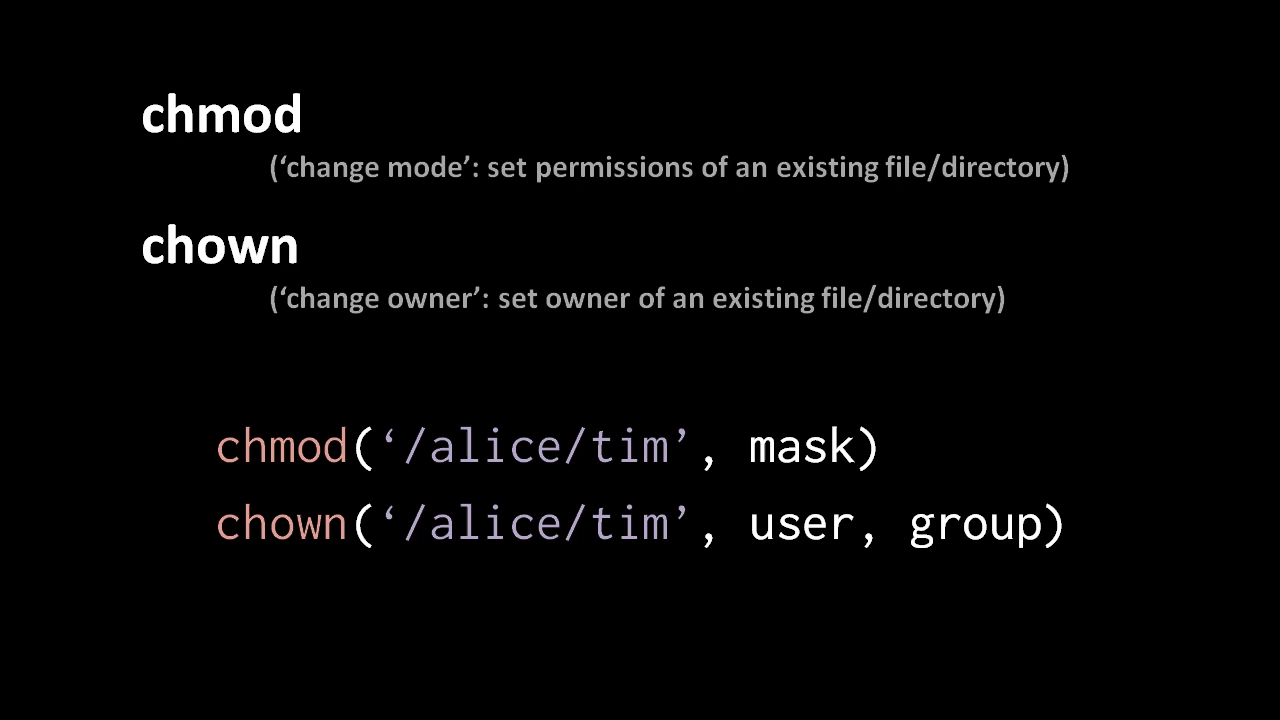 chmod
(‘change mode’: set permissions of an existing file/directory)
chown
(‘change owner’: set owner of an existing file/directory)
chmod(‘/alice/tim’, mask)
chown(‘/alice/tim’, user, group)